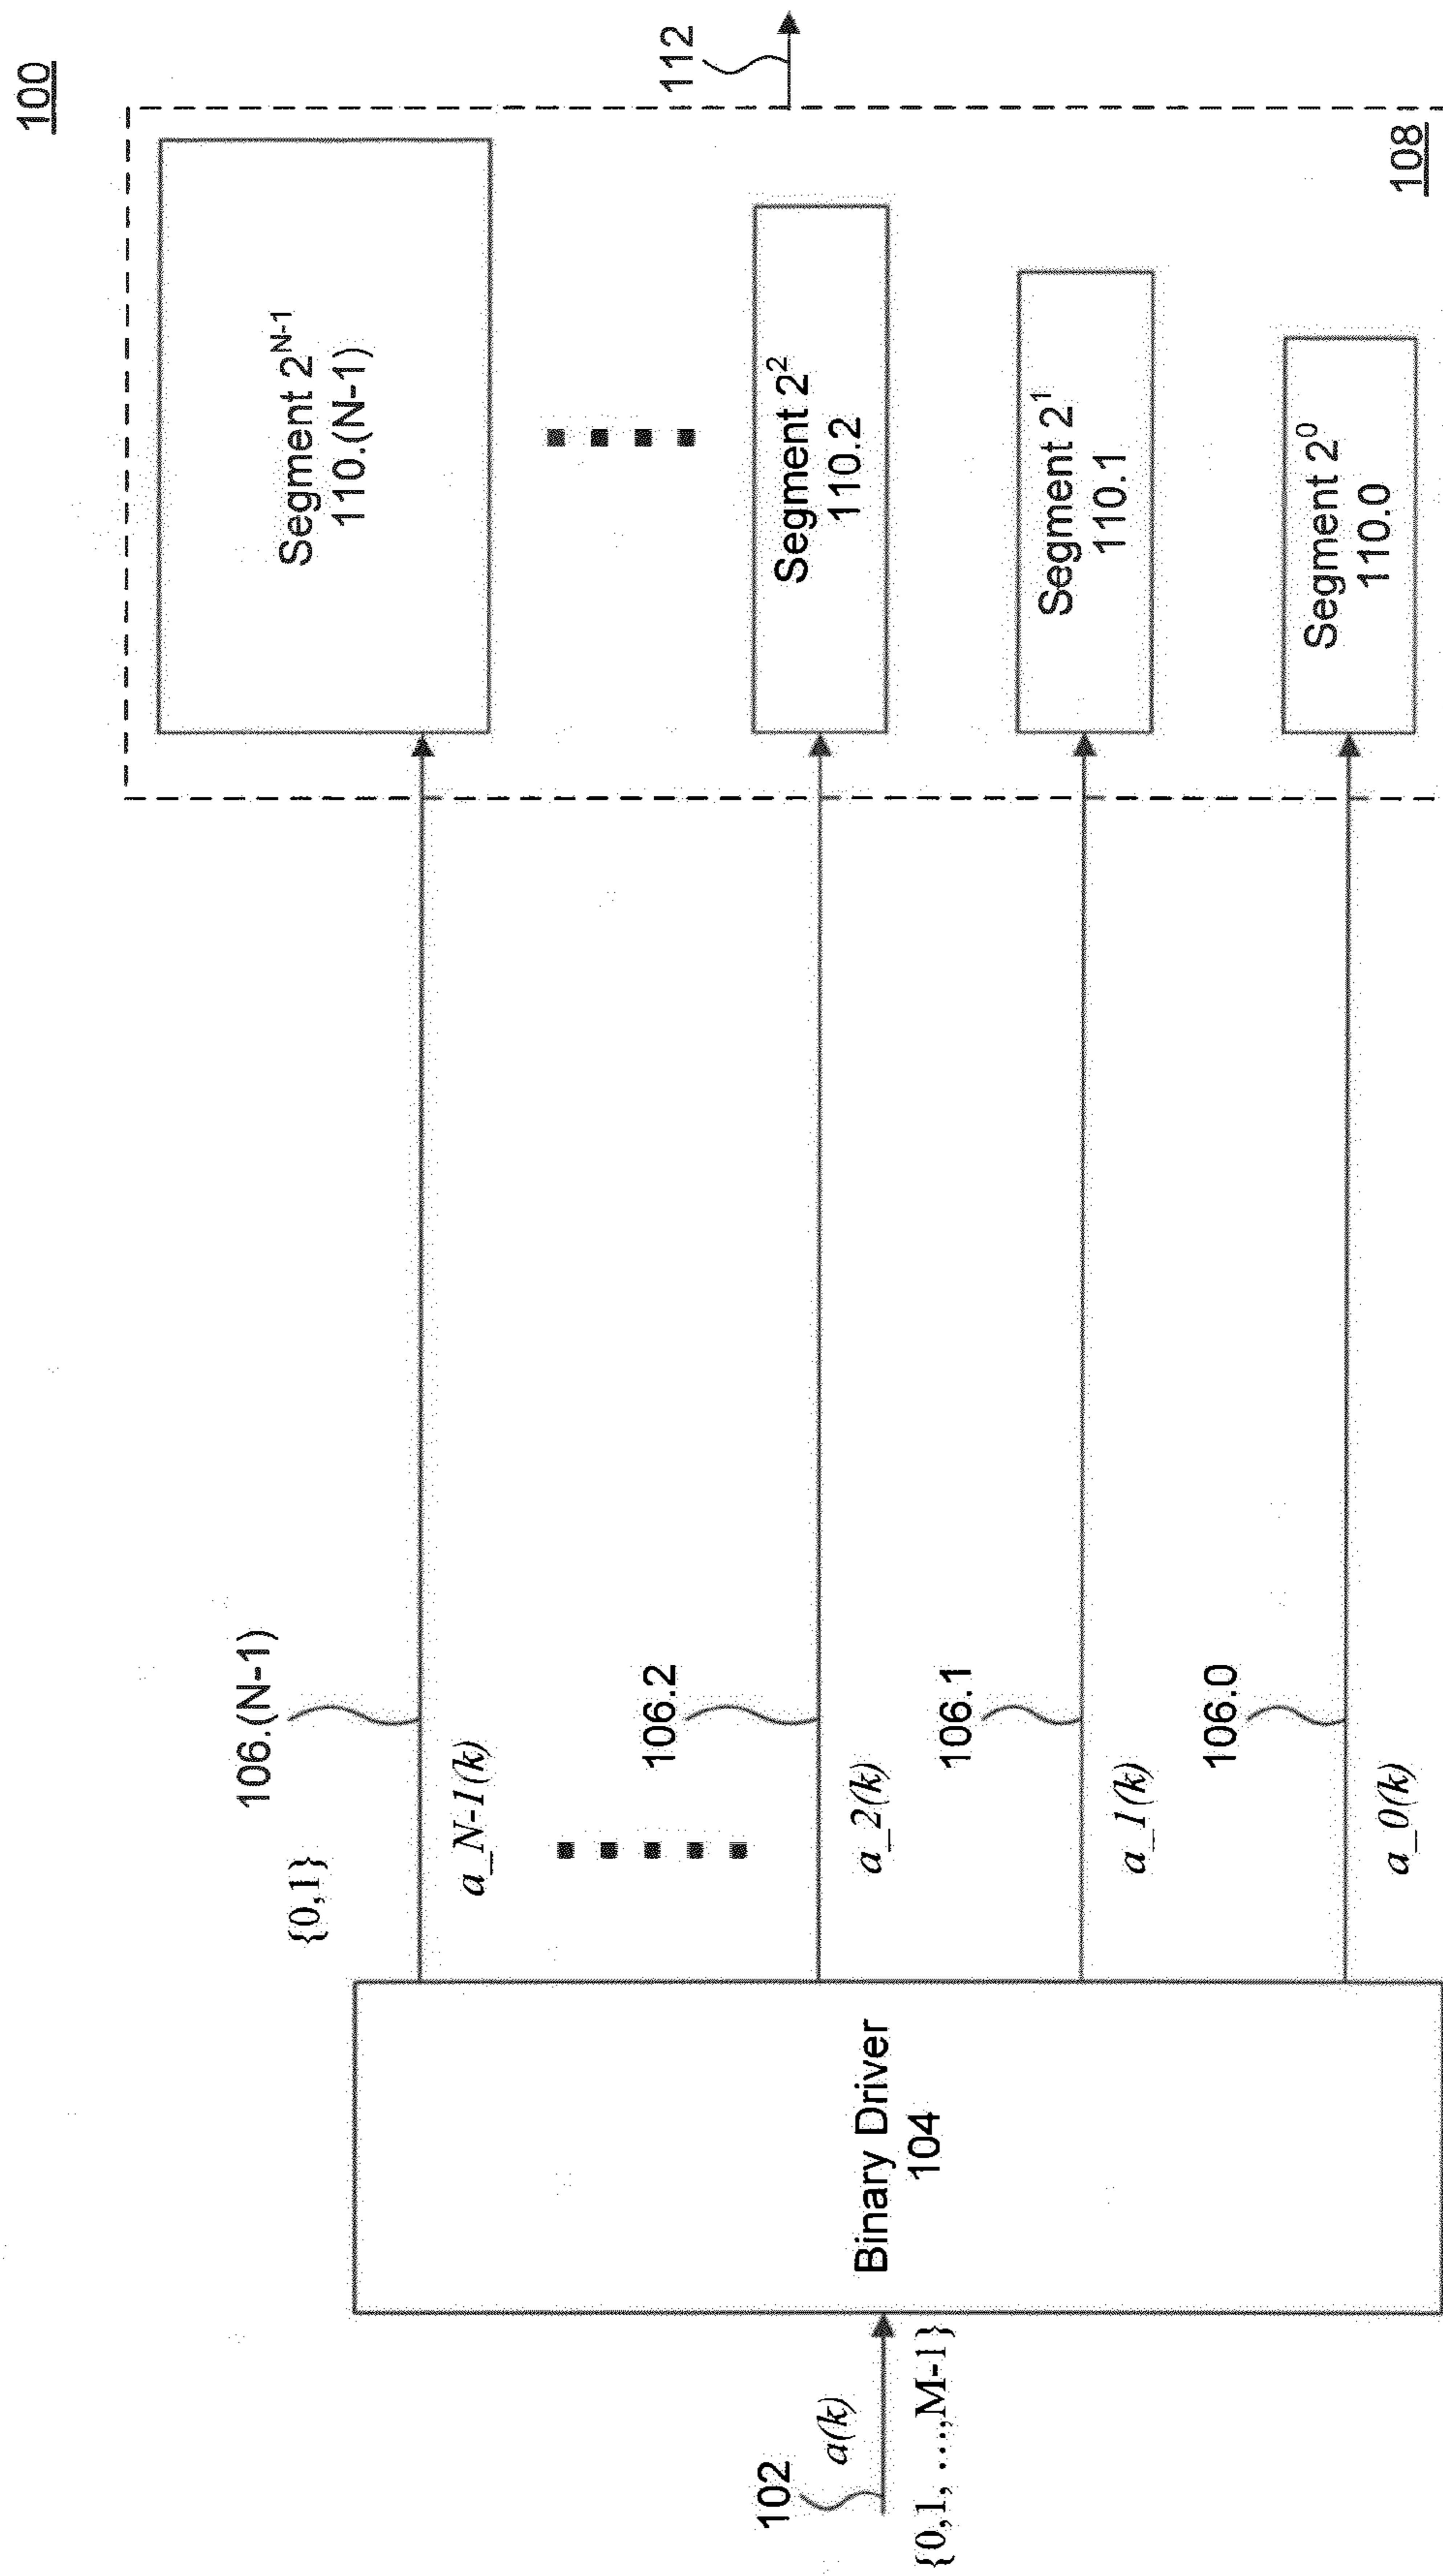 100
102
a(k)
{0,1, ...,M-1}
Binary Driver
104
{0,1}
106.(N-1)
a_N-1(k)
106.2
a_2(k)
106.1
a_1(k)
106.0
a_0(k)
Segment 2^N-1
110.(N-1)
Segment 2^2
110.2
Segment 2^1
110.1
Segment 2^0
110.0
108
112